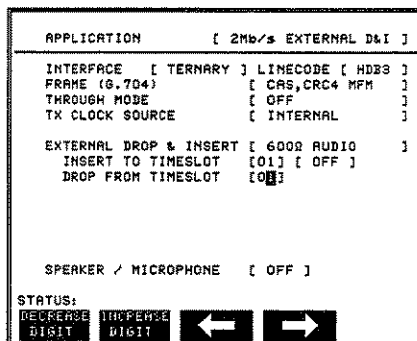 APPLICATION [ 2Mb/s EXTERNAL D&I ]
INTERFACE [ TERNARY ] LINECODE [ HDB3 ]
FRAME (G.704) [ CAS,CRC4 MFM ]
THROUGH MODE [ OFF ]
TX CLOCK SOURCE [ INTERNAL ]
EXTERNAL DROP & INSERT [ 600Ω AUDIO ]
INSERT TO TIMESLOT [01] [ OFF ]
DROP FROM TIMESLOT [01]
SPEAKER / MICROPHONE [ OFF ]
STATUS:
DECREASE DIGIT INCREASE DIGIT